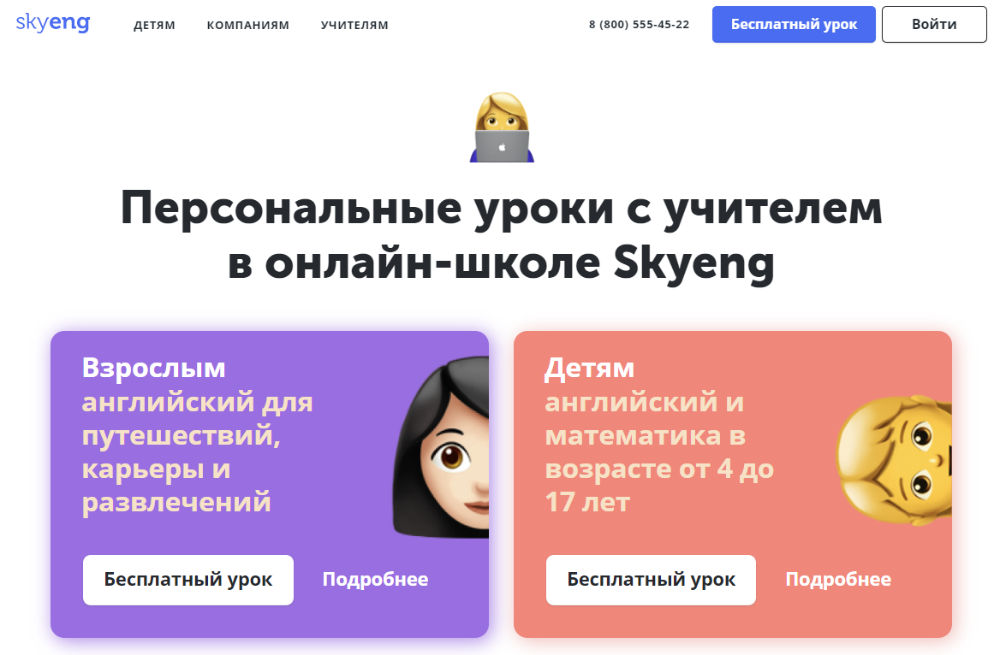 skyeng
ДЕТЯМ
КОМПАНИЯМ
УЧИТЕЛЯМ
8 (800) 555-45-22
Бесплатный урок
Войти
Персональные уроки с учителем
в онлайн-школе Skyeng
Взрослым
английский для
путешествий,
карьеры и
развлечений
Бесплатный урок
Подробнее
Детям
английский и
математика в
возрасте от 4 до
17 лет
Бесплатный урок
Подробнее